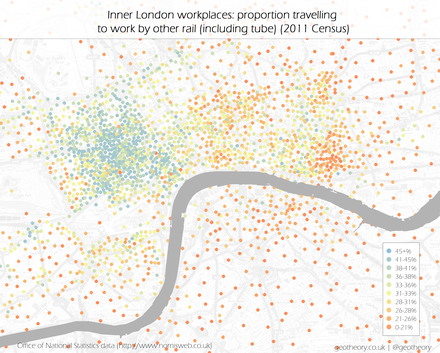 Inner London workplaces: proportion travelling
to work by other rail (including tube) (2011 Census)
45+%
41-45%
38-41%
36-38%
33-36%
31-33%
28-31%
26-28%
21-26%
0-21%
Office of National Statistics data [http://www.nomisweb.co.uk]
geotheory.co.uk | @geotheory